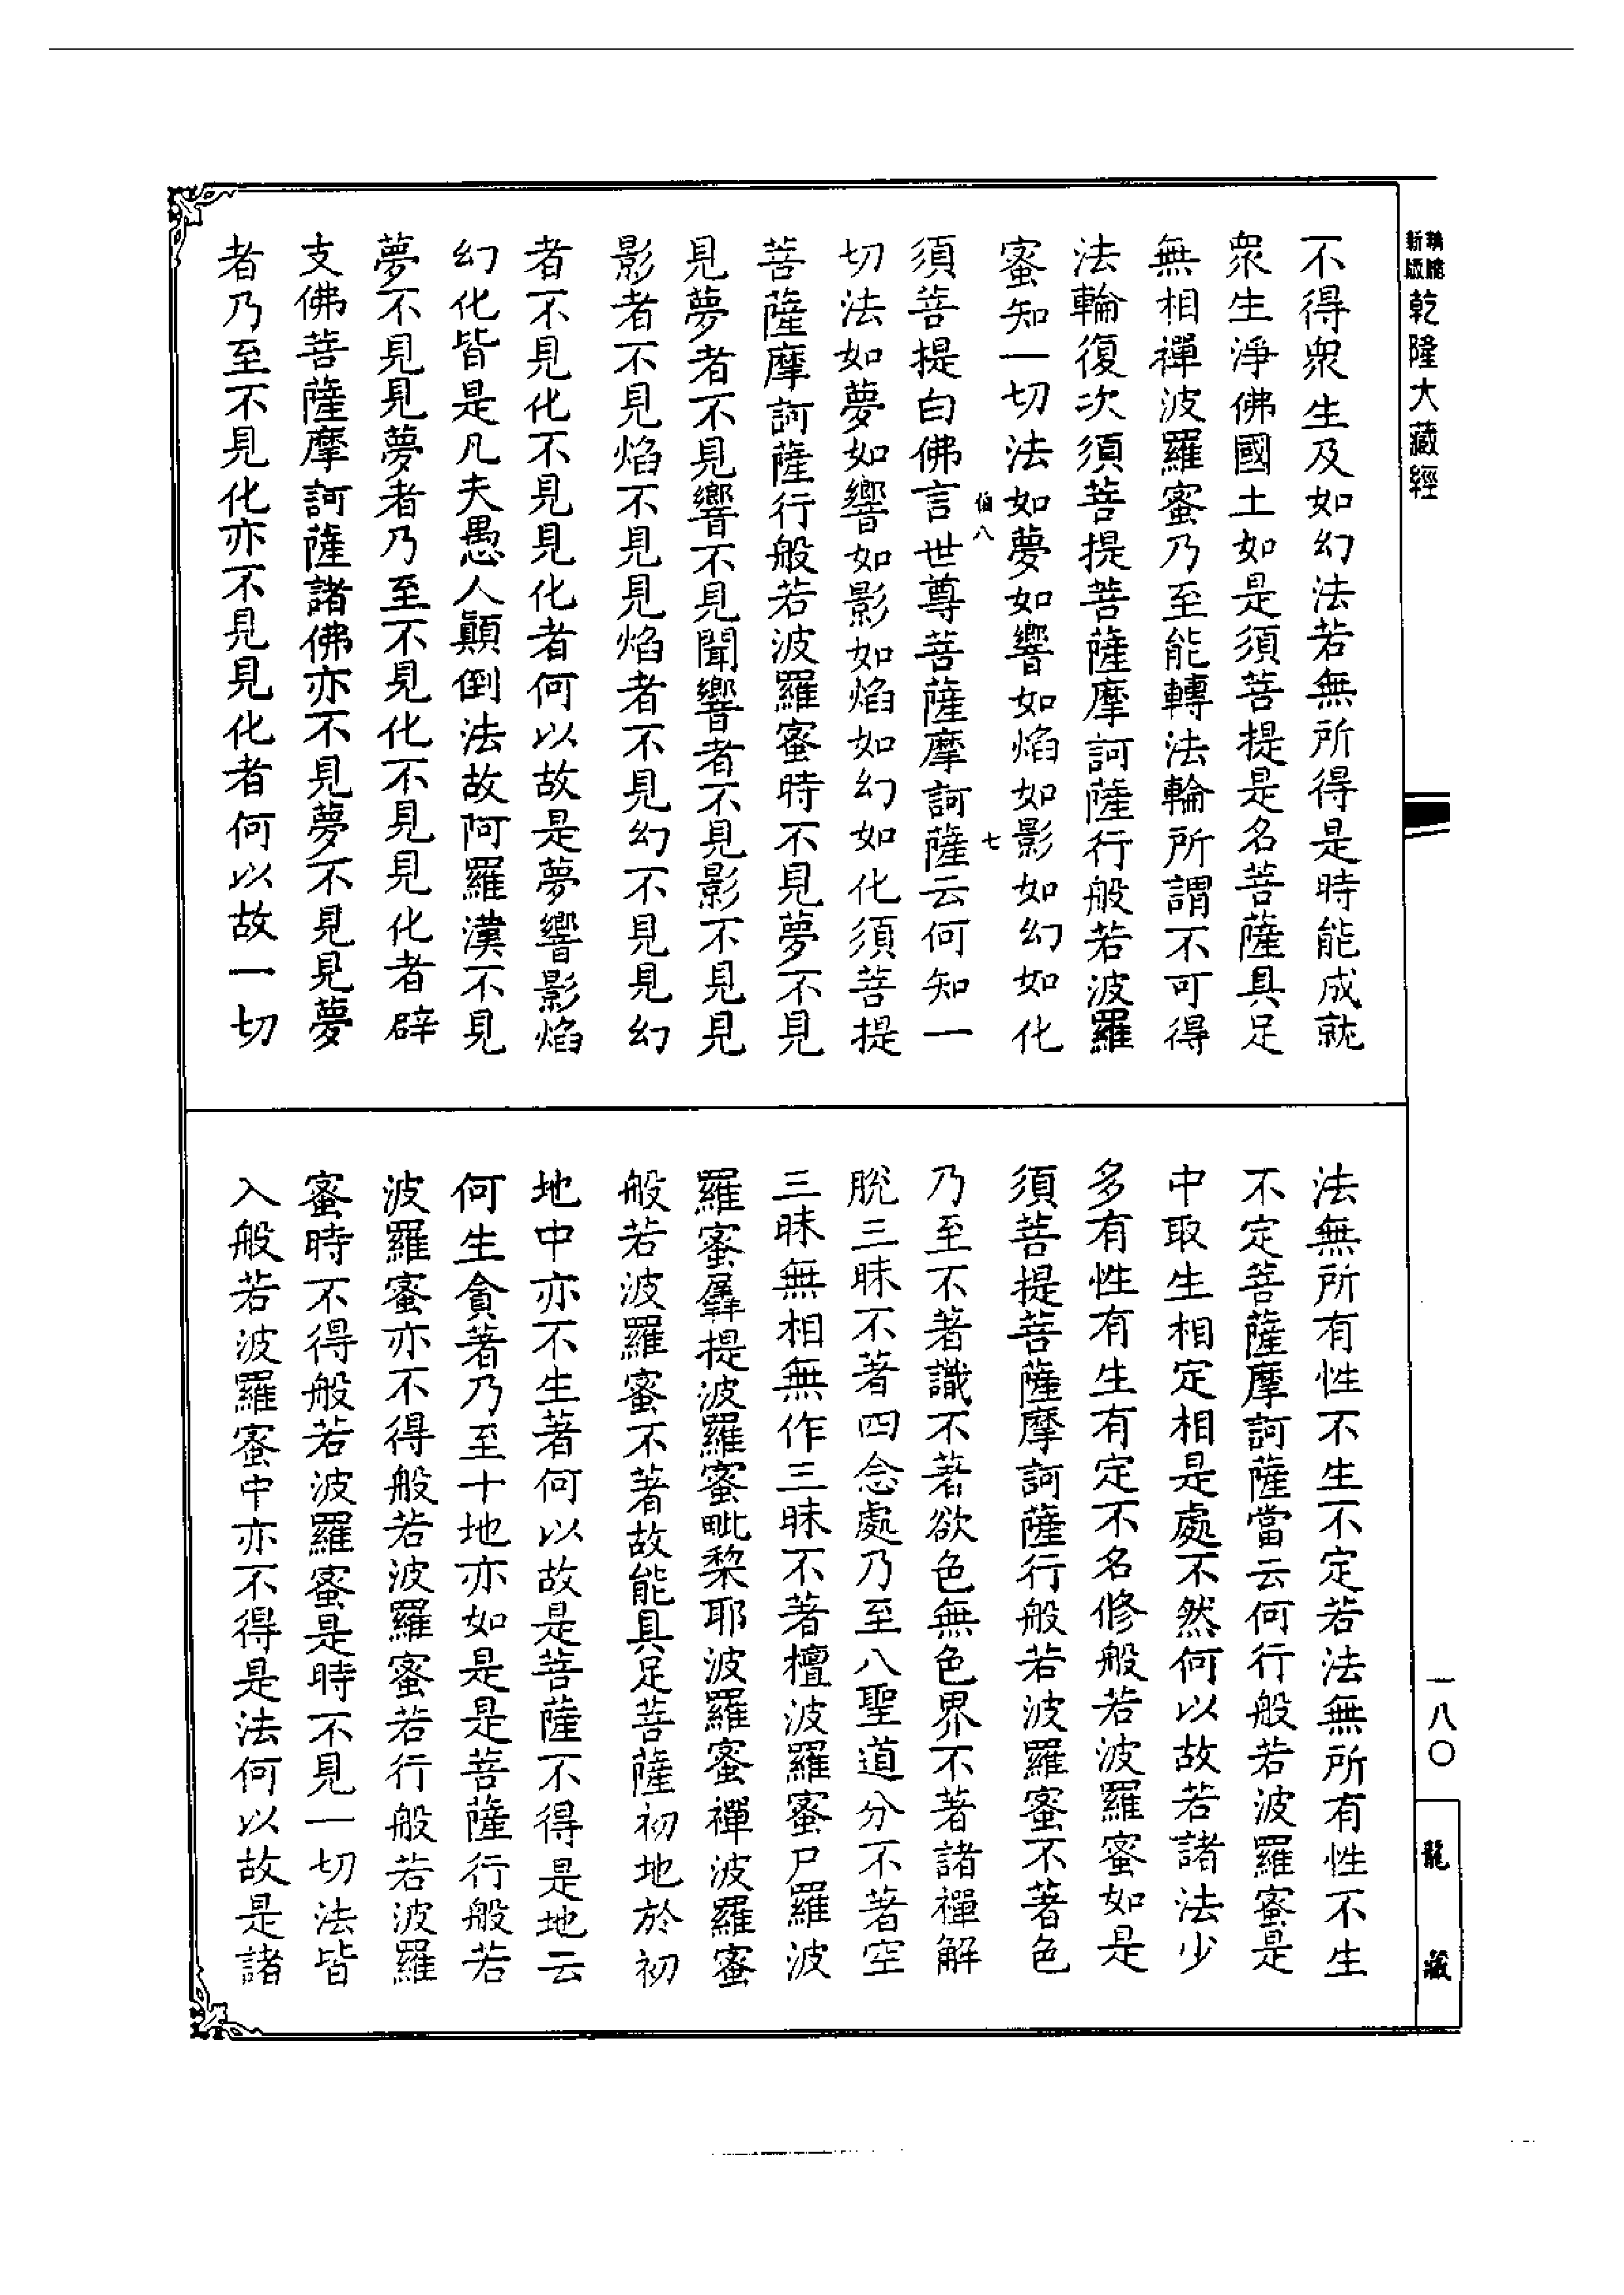 乾隆大藏經
不得衆生及如幻法若無所得是時能成就
衆生淨佛國土如是須菩提是名菩薩具足
無相禪波羅蜜乃至能轉法輪所謂不可得
法輪復次須菩提菩薩摩訶薩行般若波羅
蜜知一切法如夢如響如焰如影如幻如化
伯八 七
須菩提白佛言世尊菩薩摩訶薩云何知一
切法如夢如響如影如焰如幻如化須菩提
菩薩摩訶薩行般若波羅蜜時不見夢不見
見夢者不見響不見聞響者不見影不見見
影者不見焰不見見焰者不見幻不見見幻
者不見化不見見化者何以故是夢響影焰
幻化皆是凡夫愚人顛倒法故阿羅漢不見
夢不見見夢者乃至不見化不見見化者辟
支佛菩薩摩訶薩諸佛亦不見夢不見見夢
者乃至不見化亦不見見化者何以故一切
法無所有性不生不定若法無所有性不生
不定菩薩摩訶薩當云何行般若波羅蜜是
中取生相定相是處不然何以故若諸法少
多有性有生有定不名修般若波羅蜜如是
須菩提菩薩摩訶薩行般若波羅蜜不著色
乃至不著識不著欲色無色界不著諸禪解
脫三昧不著四念處乃至八聖道分不著空
三昧無相無作三昧不著檀波羅蜜尸羅波
羅蜜羼提波羅蜜毗棃耶波羅蜜禪波羅蜜
般若波羅蜜不著故能具足菩薩初地於初
地中亦不生著何以故是菩薩不得是地云
何生貪著乃至十地亦如是是菩薩行般若
波羅蜜亦不得般若波羅蜜若行般若波羅
蜜時不得般若波羅蜜是時不見一切法皆
入般若波羅蜜中亦不得是法何以故是諸
一八〇
龍藏